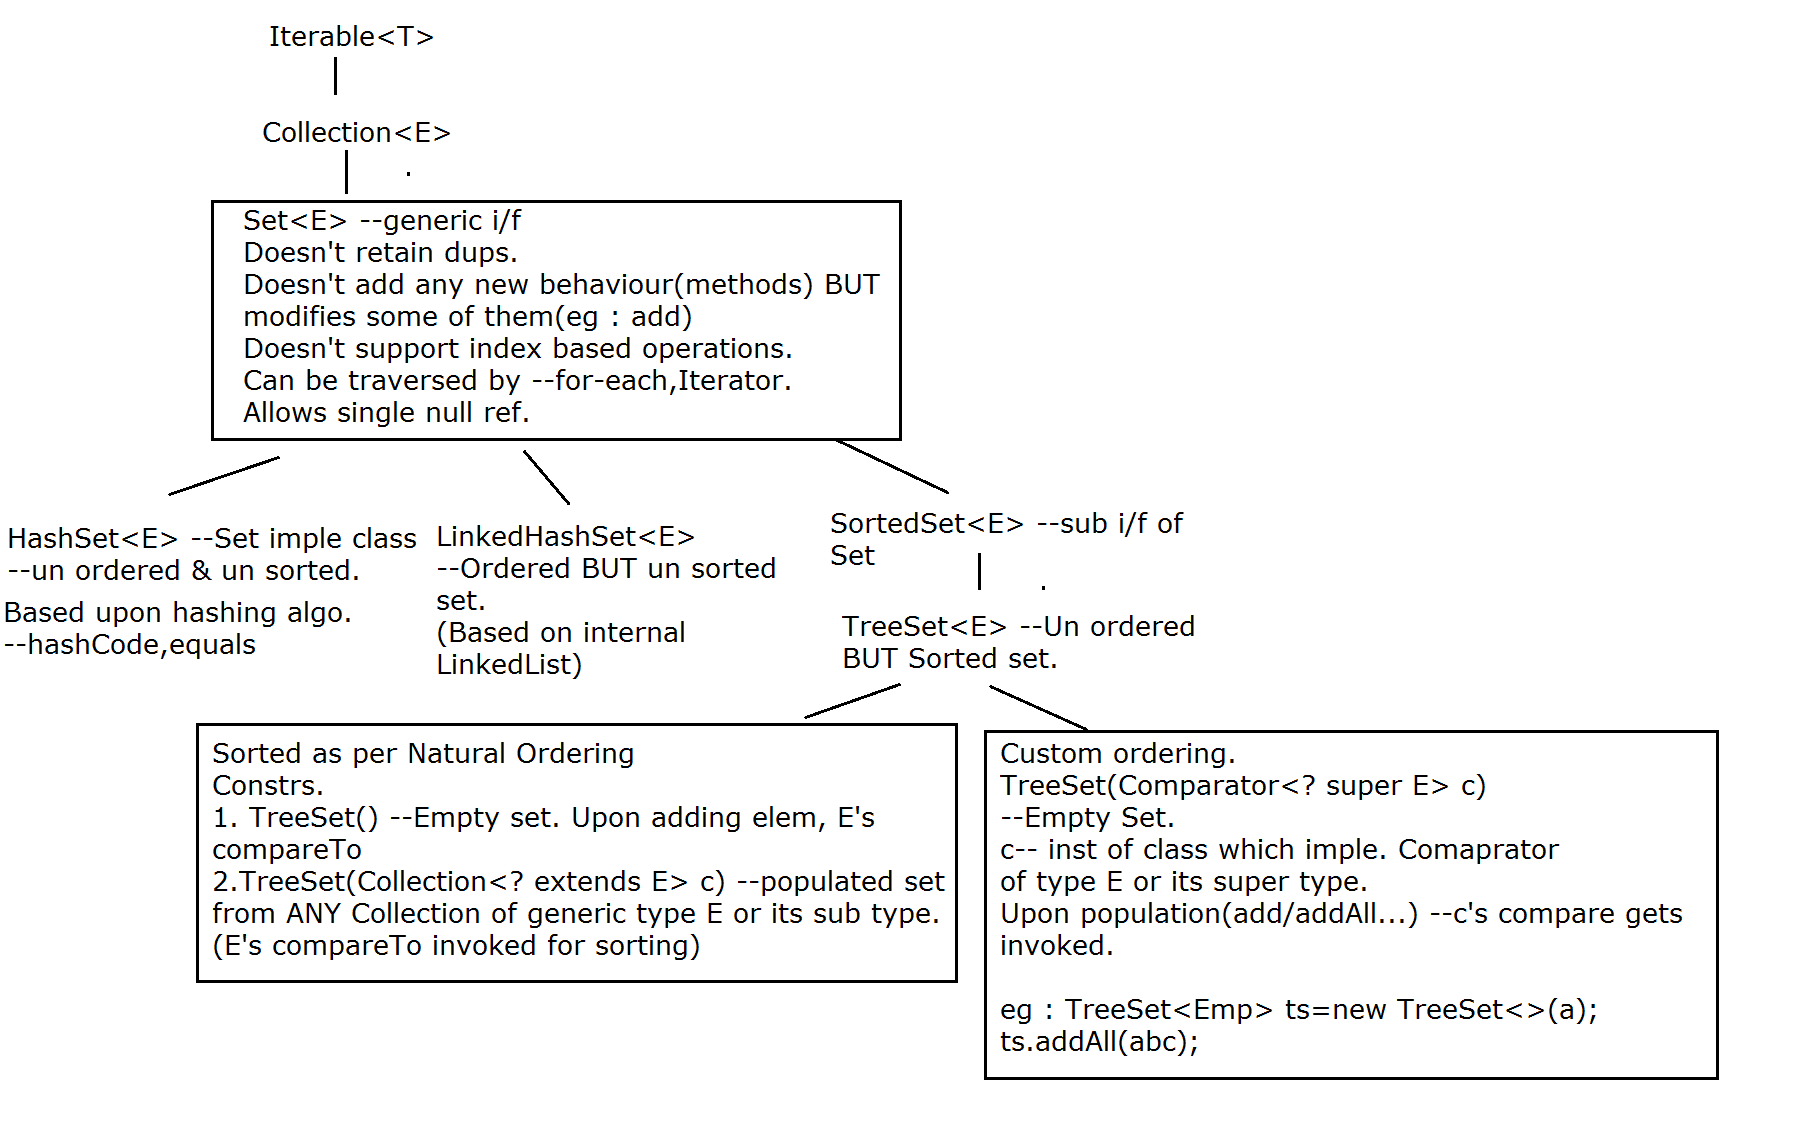 Iterable<T>
Collection<E>
Set<E> --generic i/f
Doesn't retain dups.
Doesn't add any new behaviour(methods) BUT
modifies some of them(eg : add)
Doesn't support index based operations.
Can be traversed by --for-each,Iterator.
Allows single null ref.
HashSet<E> --Set imple class
--un ordered & un sorted.
Based upon hashing algo.
--hashCode,equals
LinkedHashSet<E>
--Ordered BUT un sorted
set.
(Based on internal
LinkedList)
SortedSet<E> --sub i/f of
Set
TreeSet<E> --Un ordered
BUT Sorted set.
Sorted as per Natural Ordering
Constrs.
1. TreeSet() --Empty set. Upon adding elem, E's
compareTo
2.TreeSet(Collection<? extends E> c) --populated set
from ANY Collection of generic type E or its sub type.
(E's compareTo invoked for sorting)
Custom ordering.
TreeSet(Comparator<? super E> c)
--Empty Set.
c-- inst of class which imple. Comaprator
of type E or its super type.
Upon population(add/addAll...) --c's compare gets
invoked.
eg : TreeSet<Emp> ts=new TreeSet<>(a);
ts.addAll(abc);